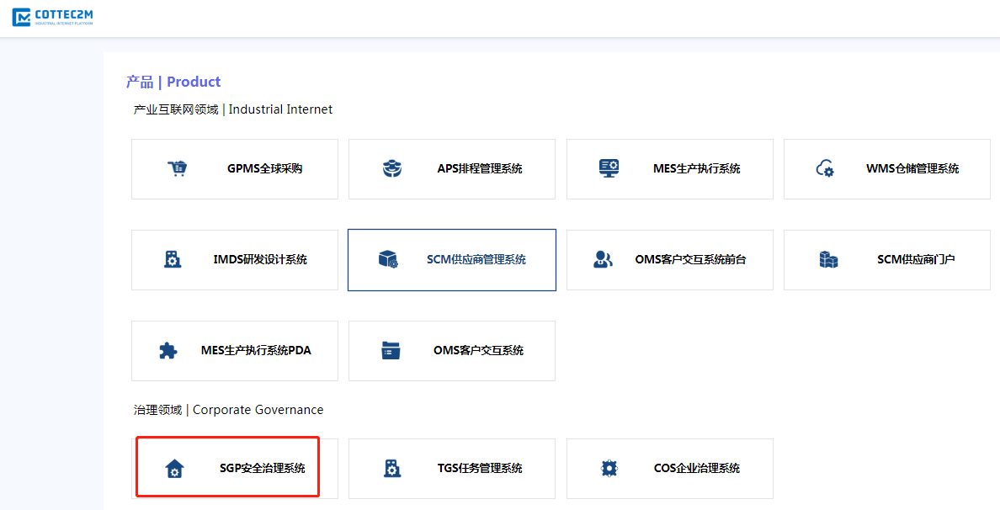 COTTEC2M
INDUSTRIAL INTERNET PLATFORM
产品 | Product
产业互联网领域 | Industrial Internet
GPMS全球采购
APS排程管理系统
MES生产执行系统
WMS仓储管理系统
IMDS研发设计系统
SCM供应商管理系统
OMS客户交互系统前台
SCM供应商门户
MES生产执行系统PDA
OMS客户交互系统
治理领域 | Corporate Governance
SGP安全治理系统
TGS任务管理系统
COS企业治理系统